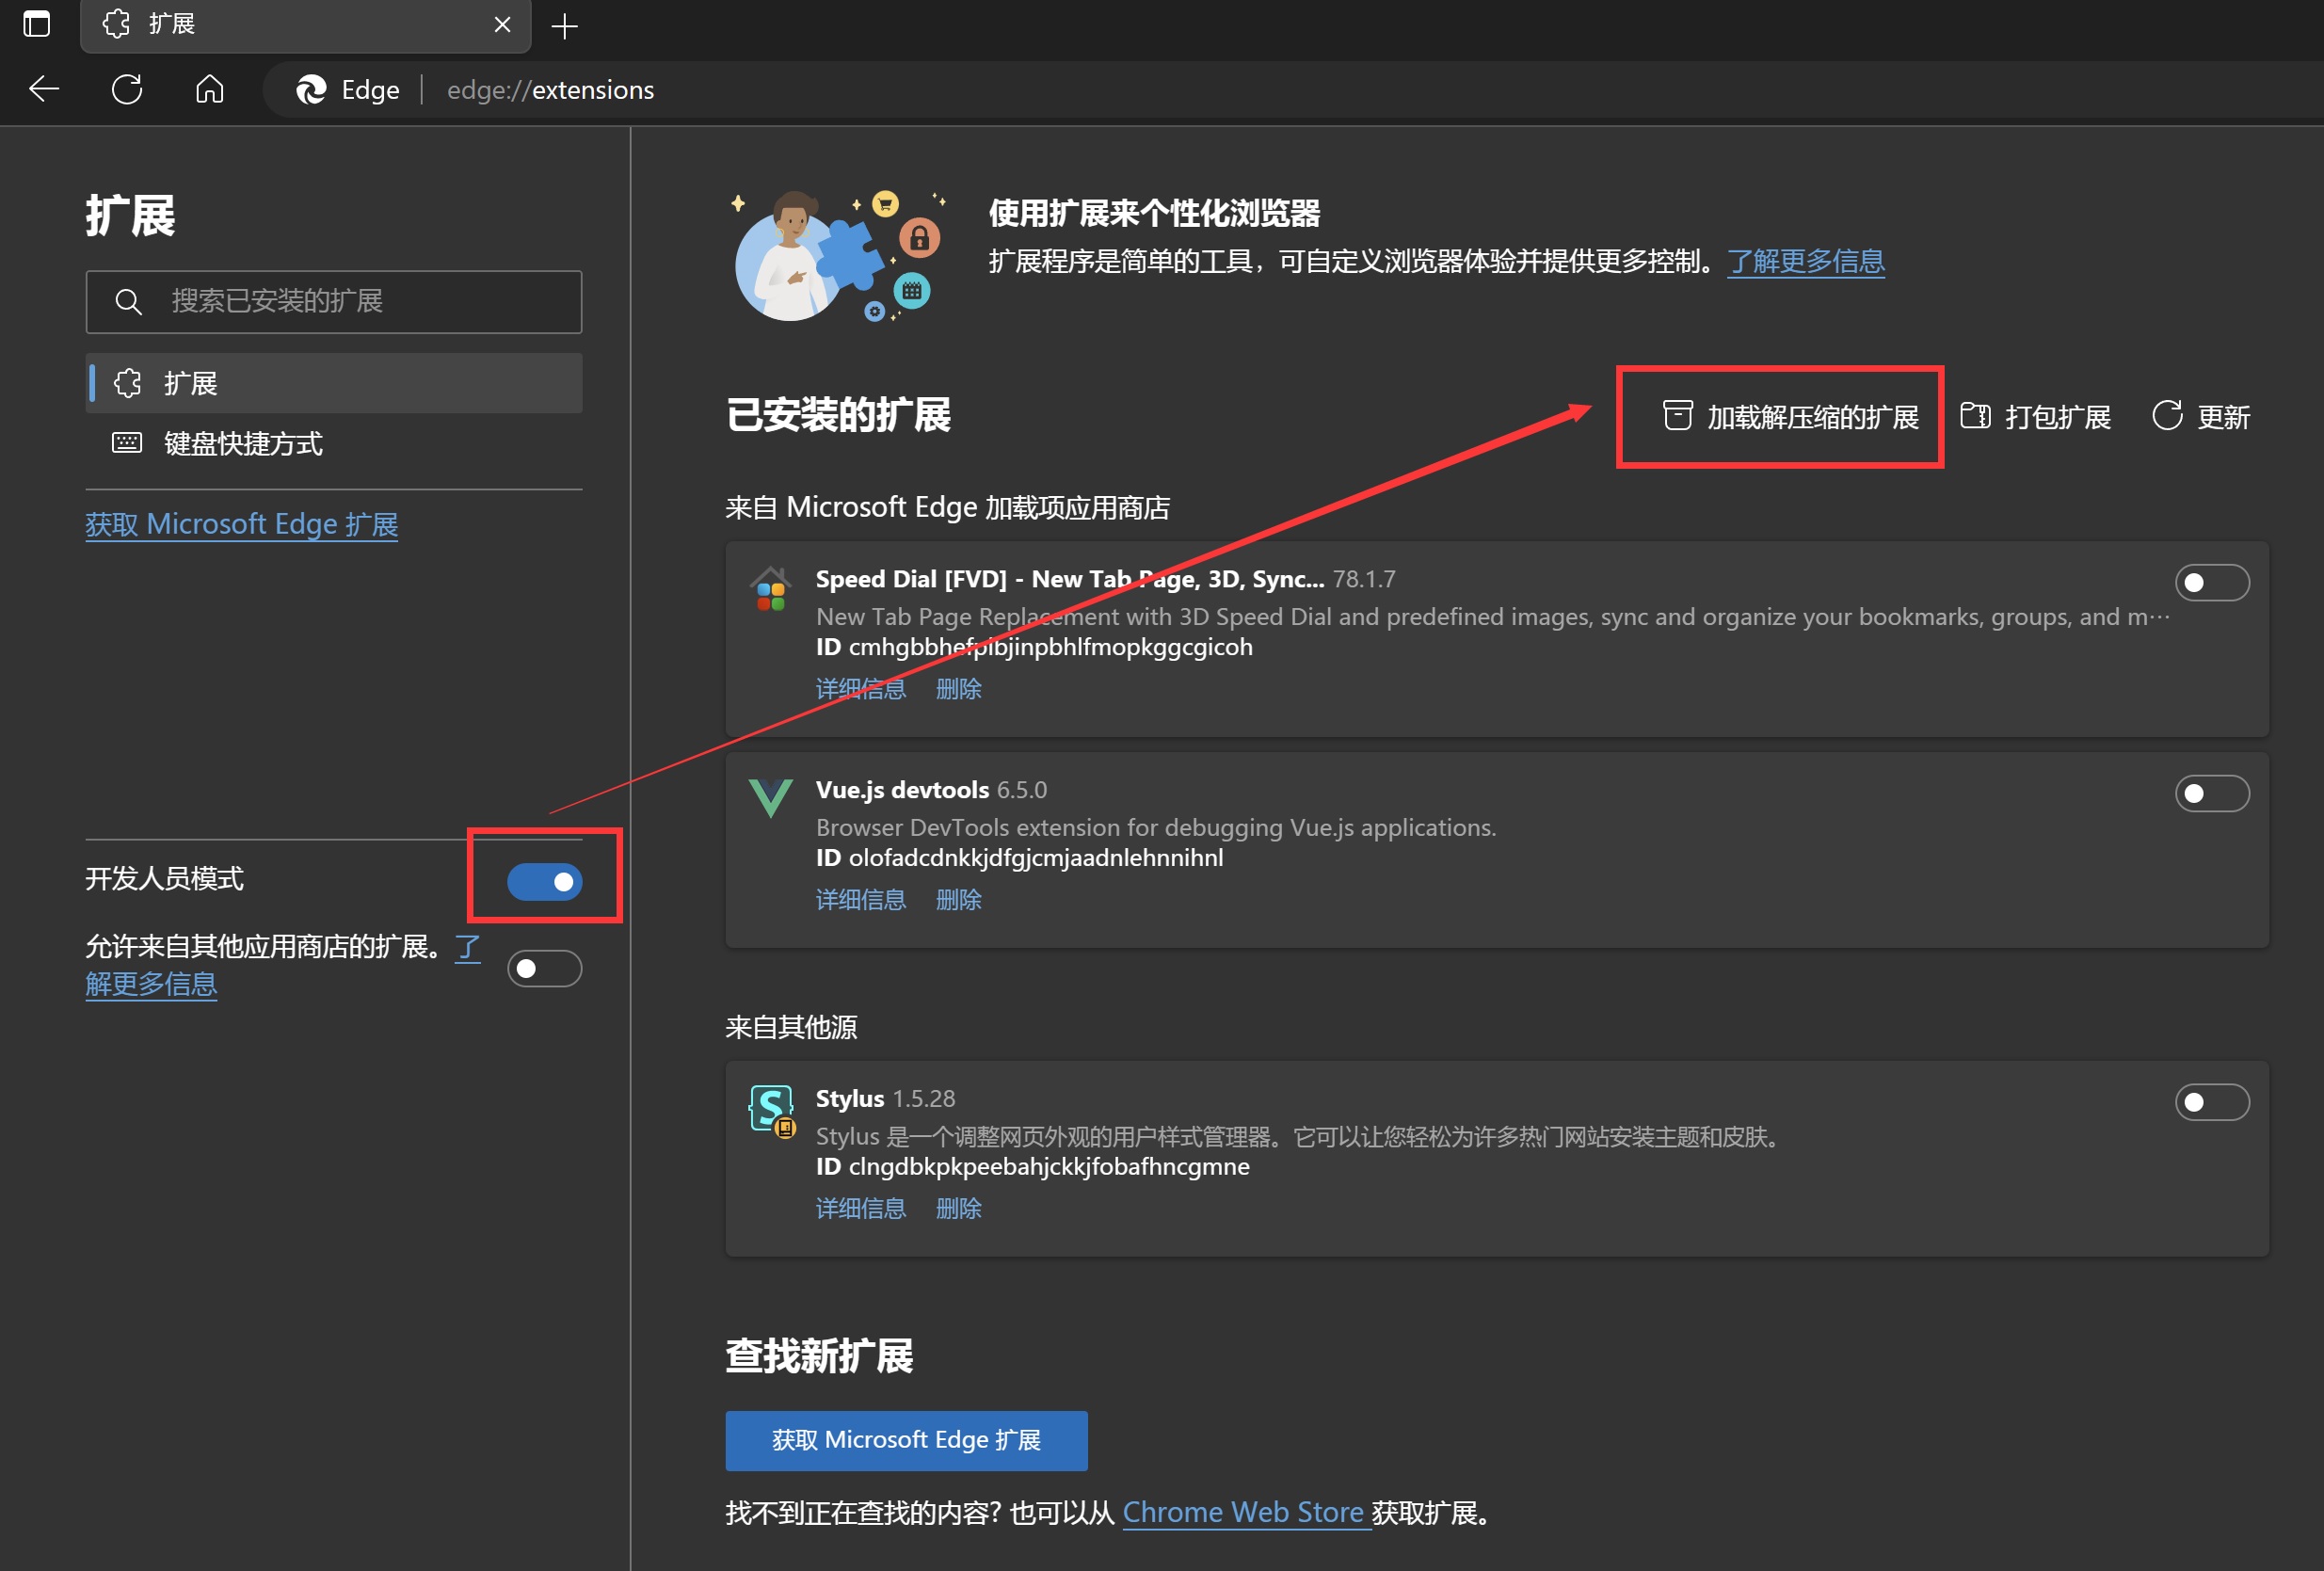 扩展
Edge
edge://extensions
扩展
搜索已安装的扩展
扩展
键盘快捷方式
获取 Microsoft Edge 扩展
开发人员模式
允许来自其他应用商店的扩展。了
解更多信息
使用扩展来个性化浏览器
扩展程序是简单的工具，可自定义浏览器体验并提供更多控制。了解更多信息
已安装的扩展
加载解压缩的扩展
打包扩展
更新
来自 Microsoft Edge 加载项应用商店
Speed Dial [FVD] - New Tab Page, 3D, Sync... 78.1.7
New Tab Page Replacement with 3D Speed Dial and predefined images, sync and organize your bookmarks, groups, and m…
ID cmhgbbhefpibjinpbhlfmopkggcgicoh
详细信息 删除
Vue.js devtools 6.5.0
Browser DevTools extension for debugging Vue.js applications.
ID olofadcdnkkjdfgjcmjaadnlehnnihnl
详细信息 删除
来自其他源
Stylus 1.5.28
Stylus 是一个调整网页外观的用户样式管理器。它可以让您轻松为许多热门网站安装主题和皮肤。
ID clngdbkpkpeebahjckkjfobafhncgmne
详细信息 删除
查找新扩展
获取 Microsoft Edge 扩展
找不到正在查找的内容? 也可以从 Chrome Web Store 获取扩展。